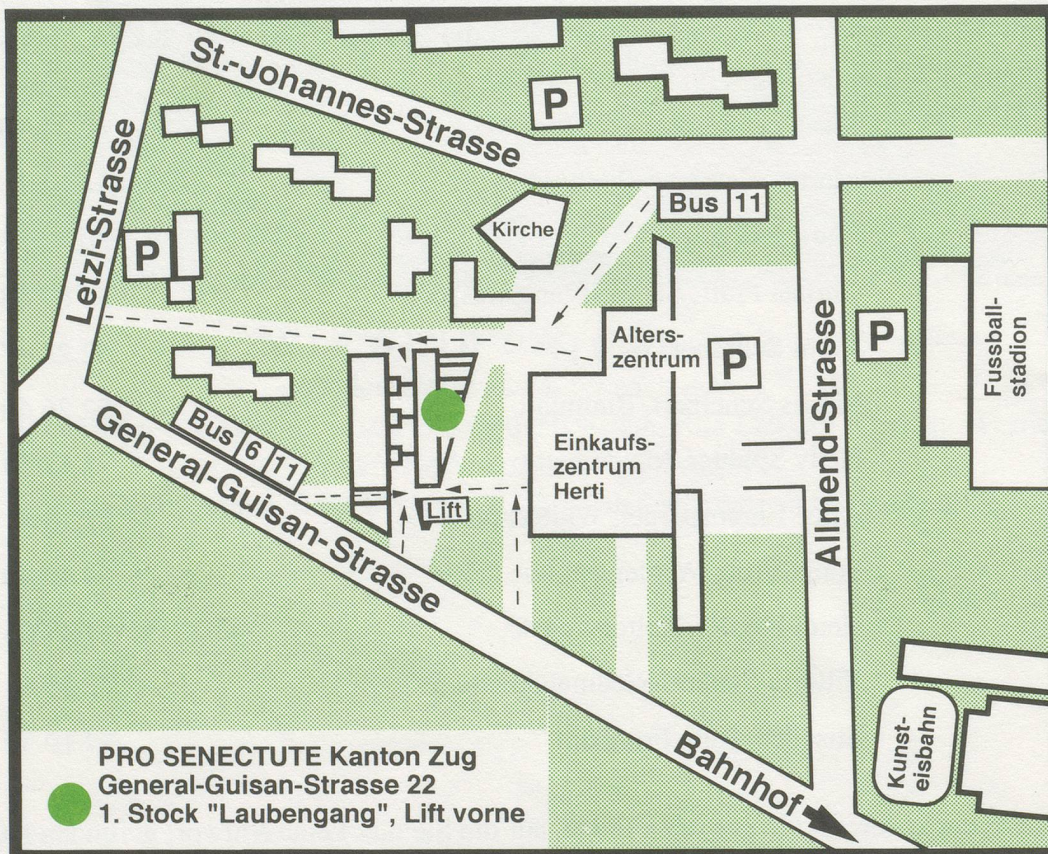 St.-Johannes-Strasse
P
Letzi-Strasse
Bus 11
Kirche
P
Alters-
zentrum
P
P
Allmend-Strasse
Fussball-
stadion
Bus 6 11
General-Guisan-Strasse
Einkaufs-
zentrum
Herti
Lift
Kunst-
eisbahn
Bahnhof
PRO SENECTUTE Kanton Zug
General-Guisan-Strasse 22
1. Stock "Laubengang", Lift vorne